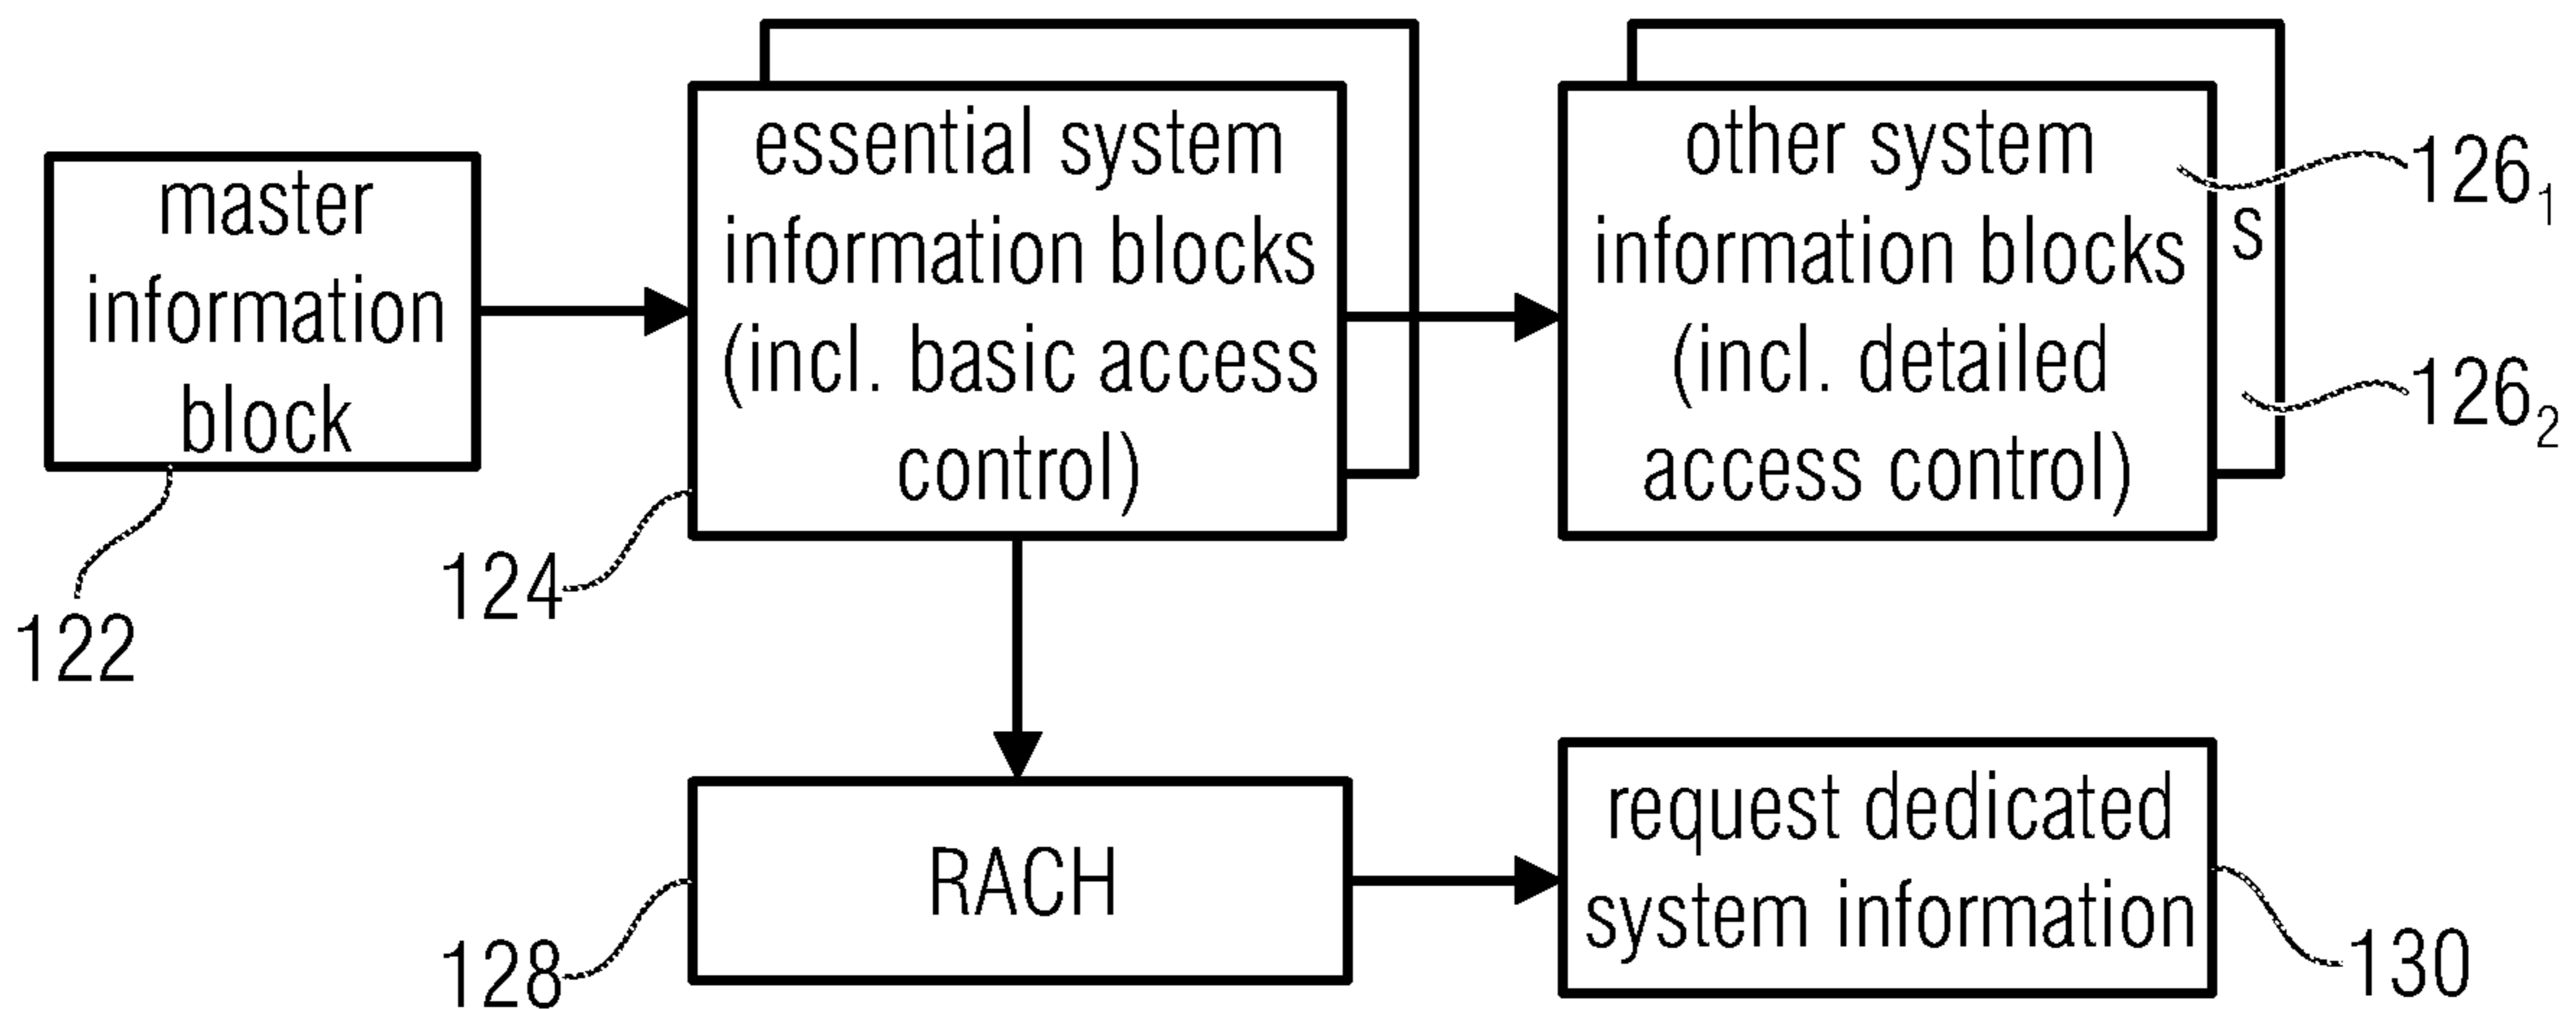 master
information
block
122
essential system
information blocks
(incl. basic access
control)
124
other system
information blocks
(incl. detailed
access control)
s
126₁
126₂
RACH
128
request dedicated
system information
130